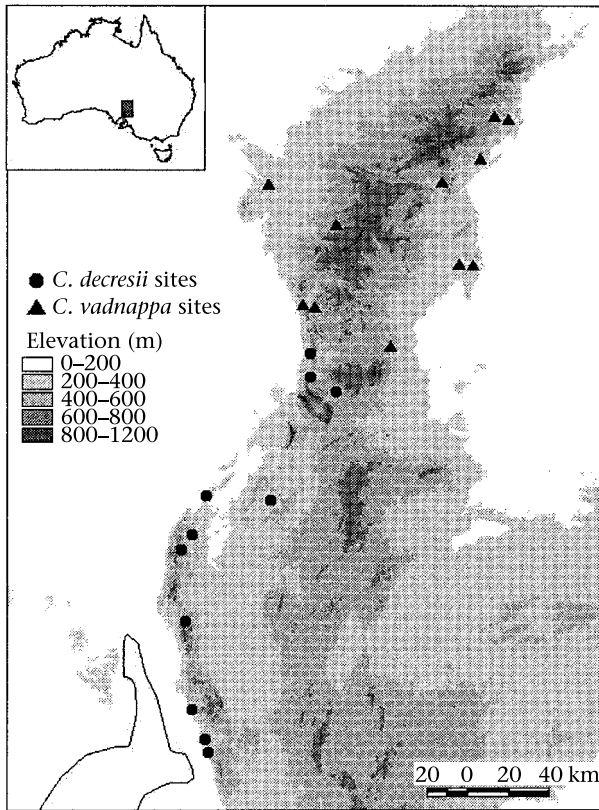 C. decresii sites
C. vadnappa sites
Elevation (m)
0–200
200–400
400–600
600–800
800–1200
20 0 20 40 km